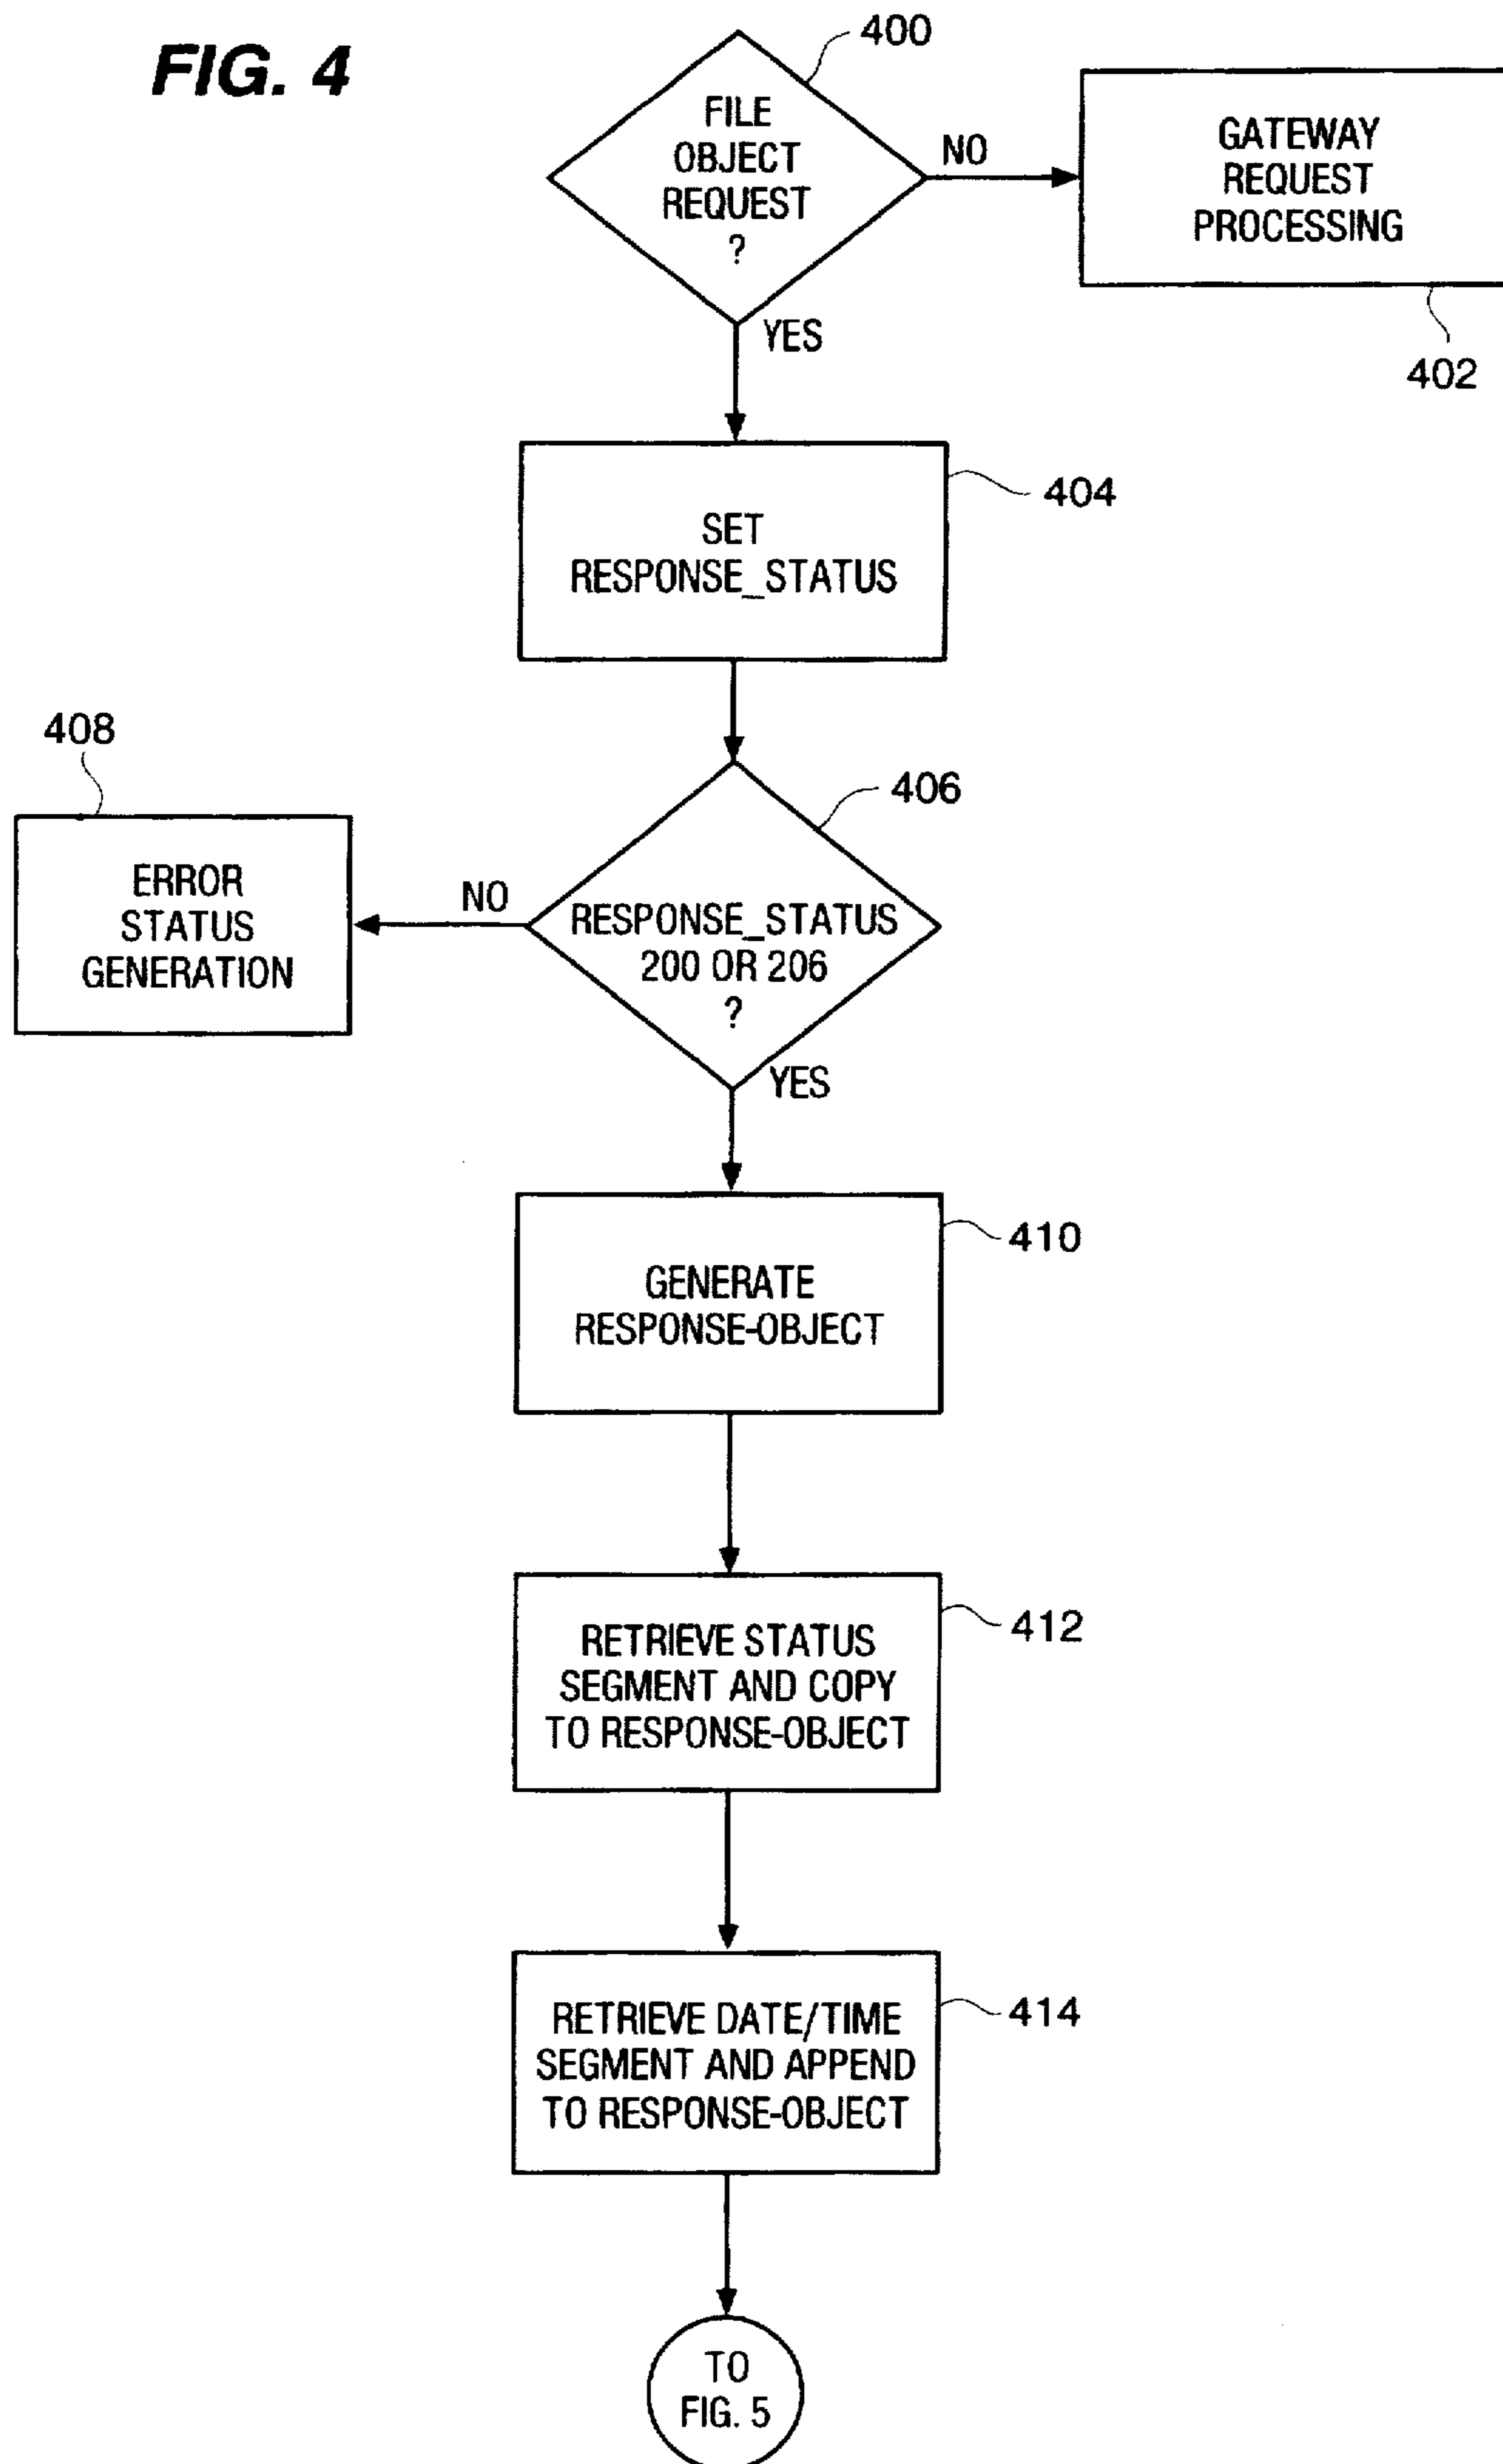 FIG. 4
400
FILE
OBJECT
REQUEST
?
NO
GATEWAY
REQUEST
PROCESSING
402
YES
SET
RESPONSE_STATUS
404
408
ERROR
STATUS
GENERATION
NO
406
RESPONSE_STATUS
200 OR 206
?
YES
GENERATE
RESPONSE-OBJECT
410
RETRIEVE STATUS
SEGMENT AND COPY
TO RESPONSE-OBJECT
412
RETRIEVE DATE/TIME
SEGMENT AND APPEND
TO RESPONSE-OBJECT
414
TO
FIG. 5